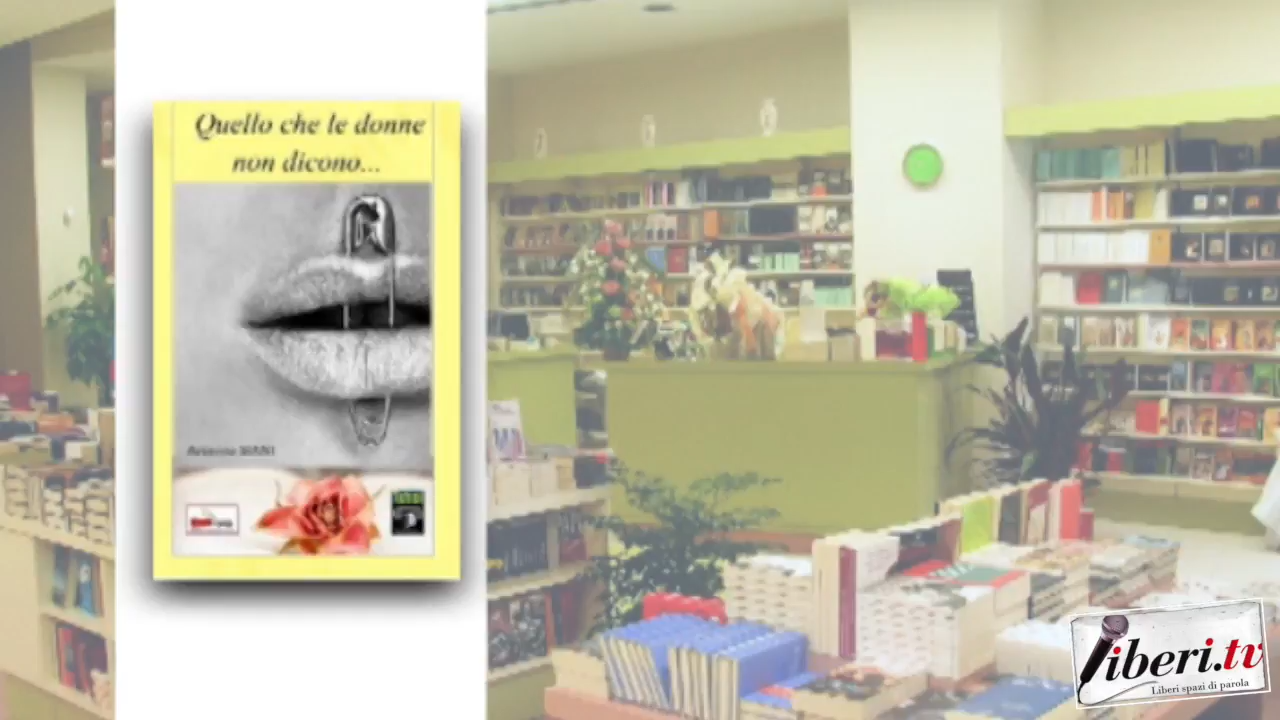 Quello che le donne
non dicono...
liberi.tv
Liberi spazi di parola